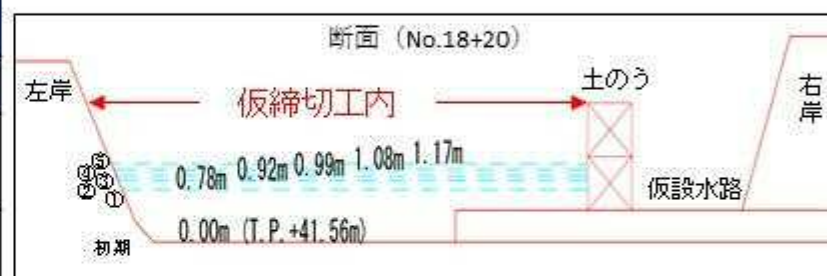 断面（No.18+20）
左岸
仮締切工内
土のう
右岸
⑤
④
③
②
①
0.78m 0.92m 0.99m 1.08m 1.17m
仮設水路
0.00m (T.P.+41.56m)
初期